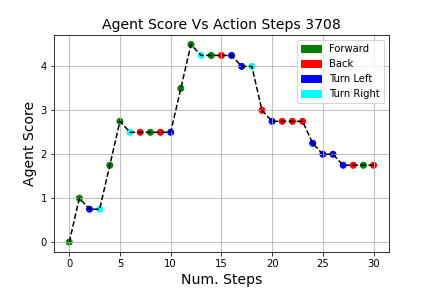 Agent Score Vs Action Steps 3708
Forward
Back
Turn Left
Turn Right
Agent Score
4
3
2
1
0
0 5 10 15 20 25 30
Num. Steps